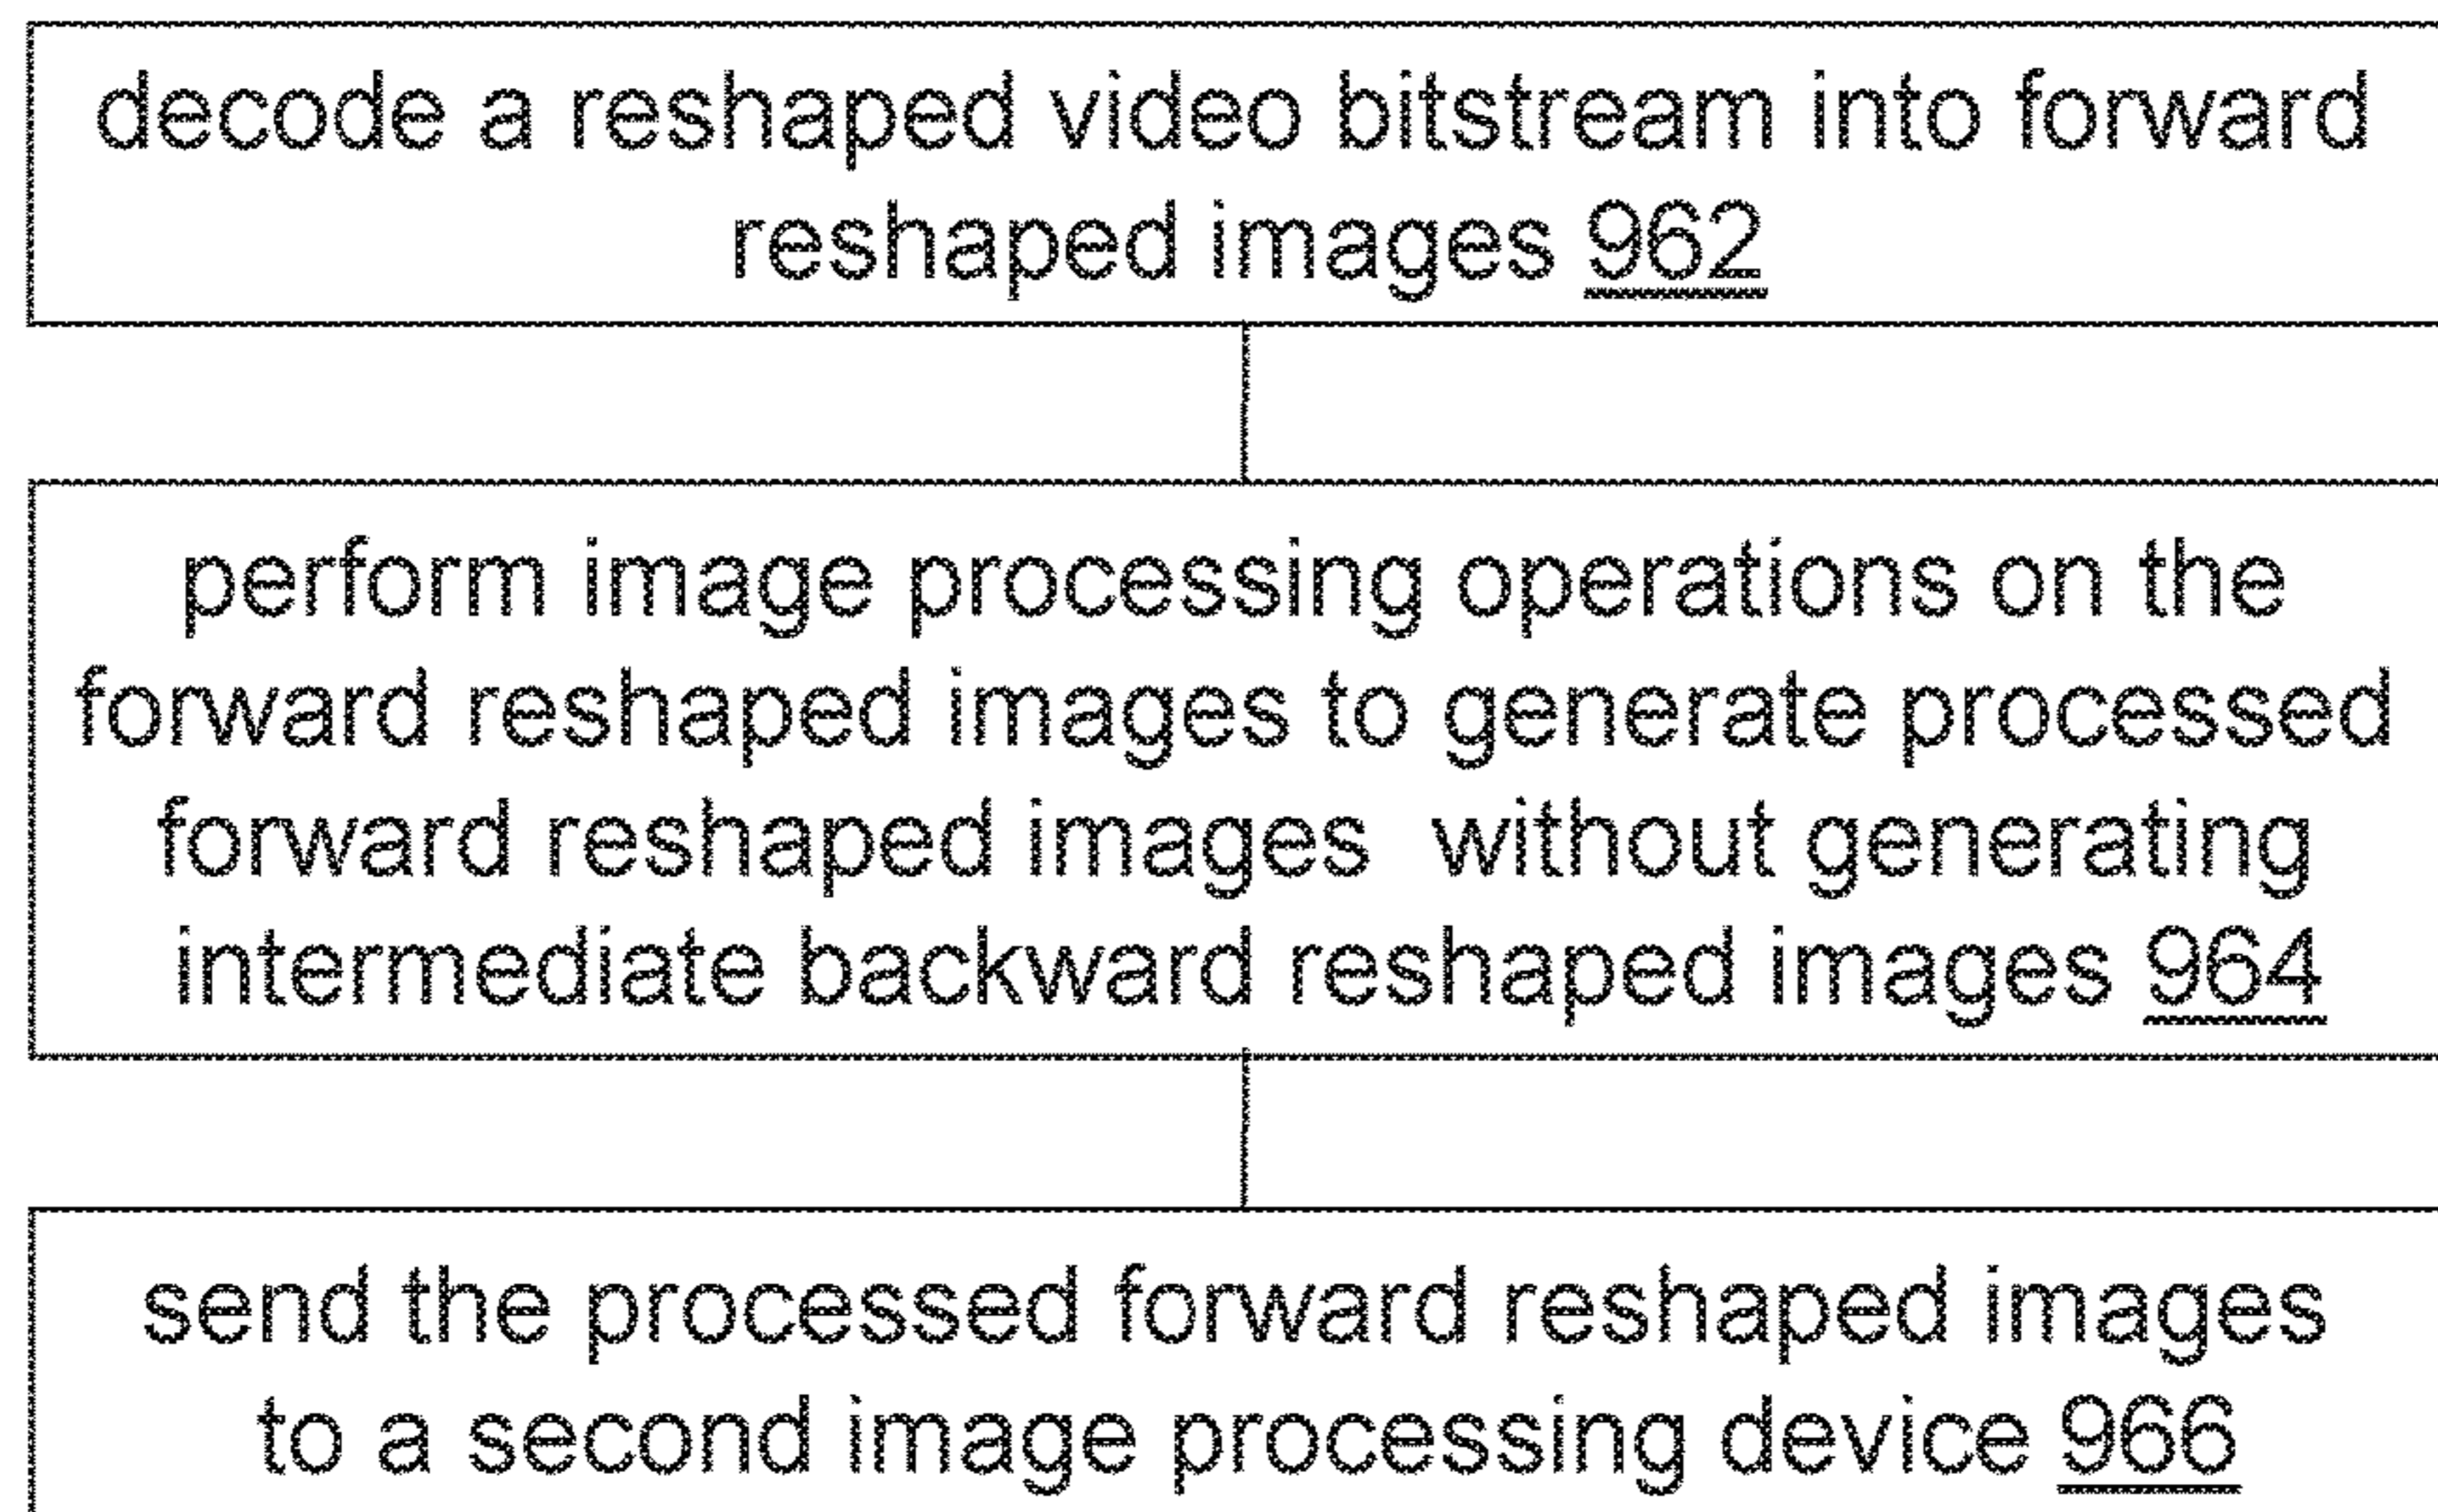 decode a reshaped video bitstream into forward
reshaped images 962
perform image processing operations on the
forward reshaped images to generate processed
forward reshaped images  without generating
intermediate backward reshaped images 964
send the processed forward reshaped images
to a second image processing device 966